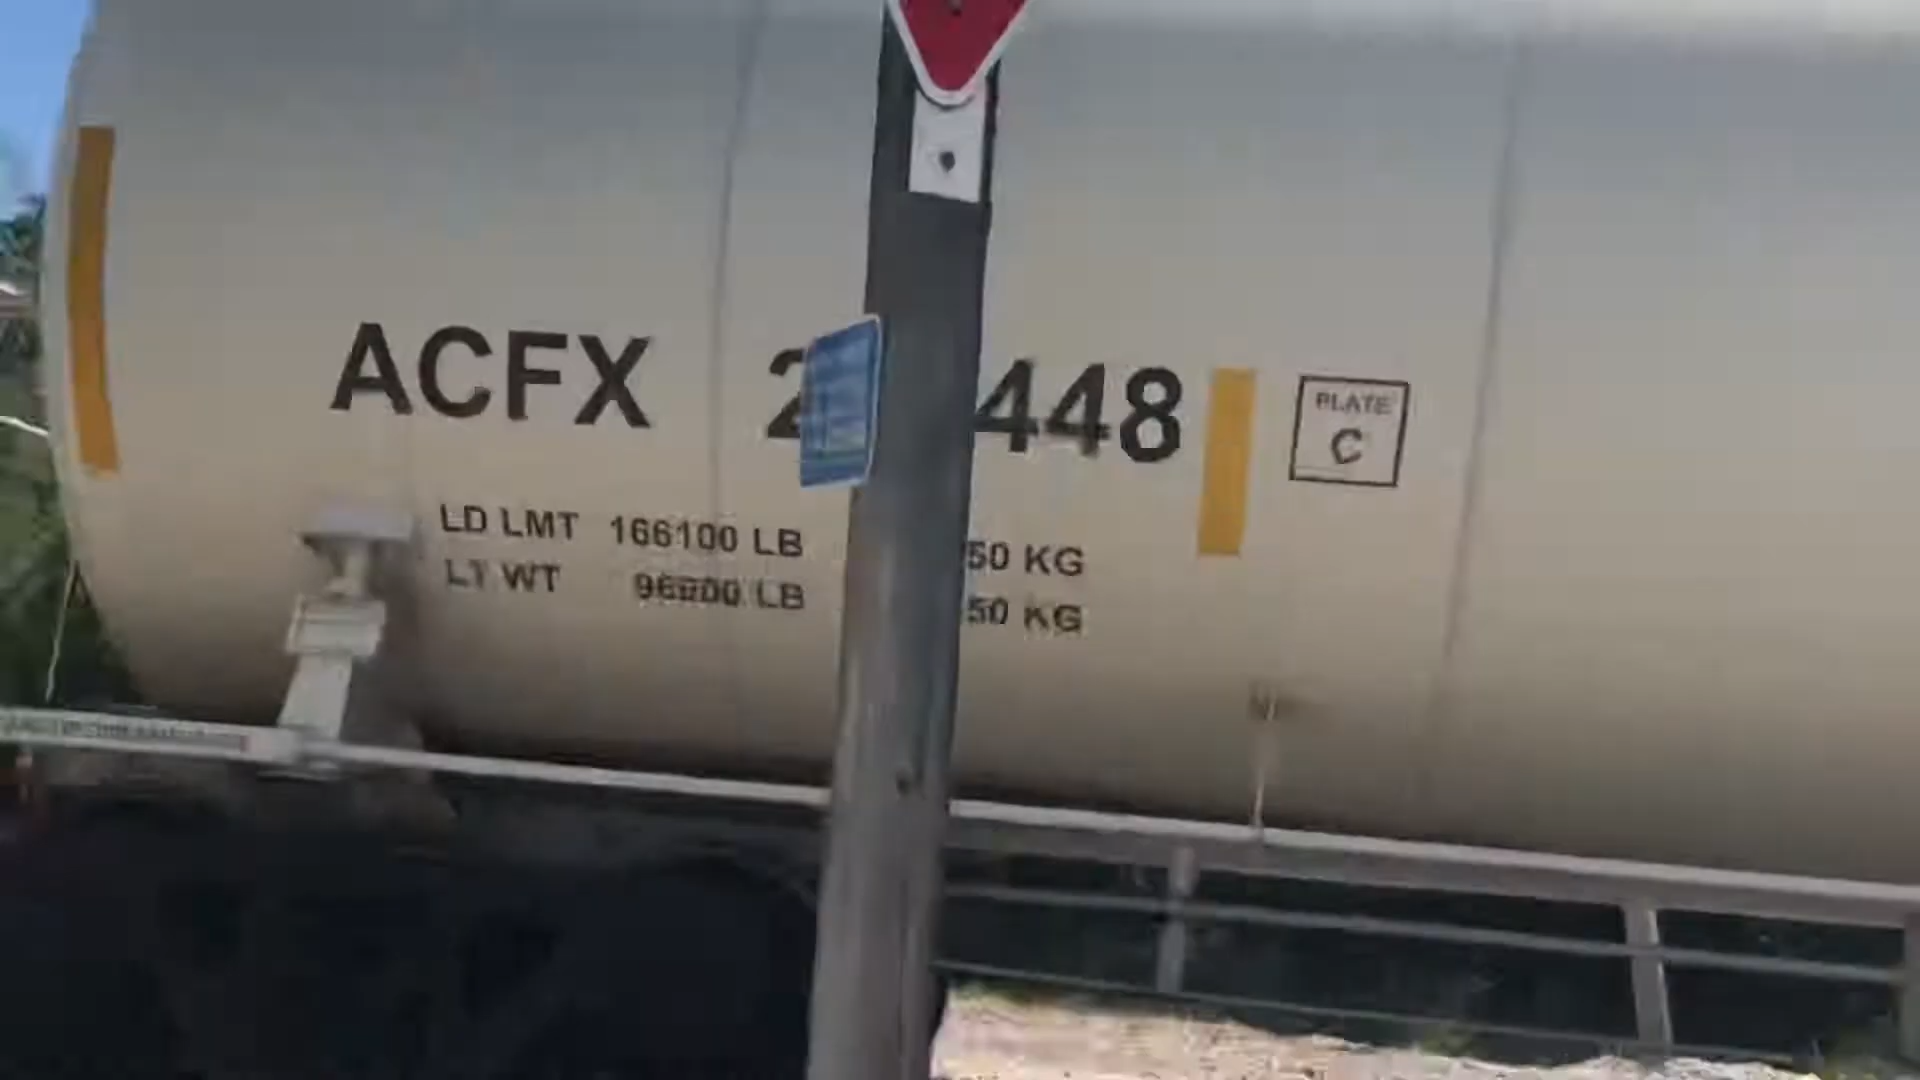 ACFX 448
PLATE
C
LD LMT 166100 LB 50 KG
LT WT LB 50 KG